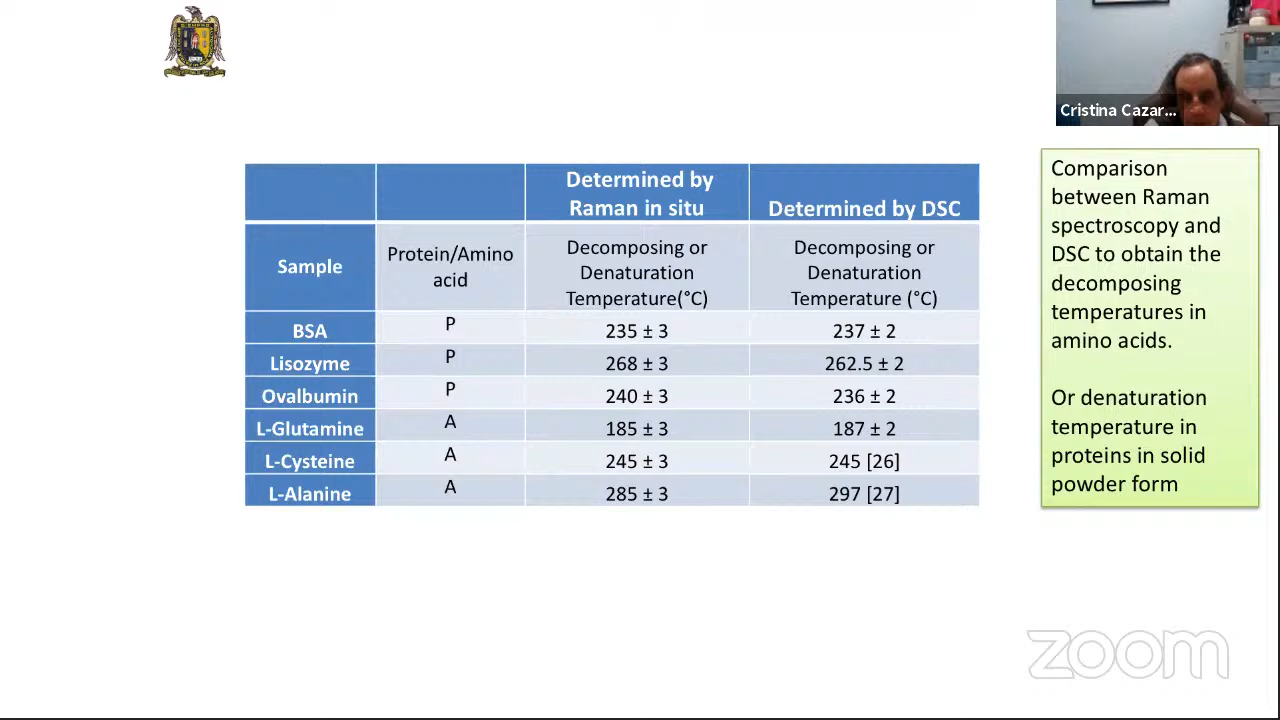 Cristina Cazar...
Determined by
Raman in situ
Determined by DSC
Sample
Protein/Amino
acid
Decomposing or
Denaturation
Temperature(°C)
Decomposing or
Denaturation
Temperature (°C)
BSA P 235 ± 3 237 ± 2
Lisozyme P 268 ± 3 262.5 ± 2
Ovalbumin P 240 ± 3 236 ± 2
L-Glutamine A 185 ± 3 187 ± 2
L-Cysteine A 245 ± 3 245 [26]
L-Alanine A 285 ± 3 297 [27]
Comparison
between Raman
spectroscopy and
DSC to obtain the
decomposing
temperatures in
amino acids.
Or denaturation
temperature in
proteins in solid
powder form
zoom